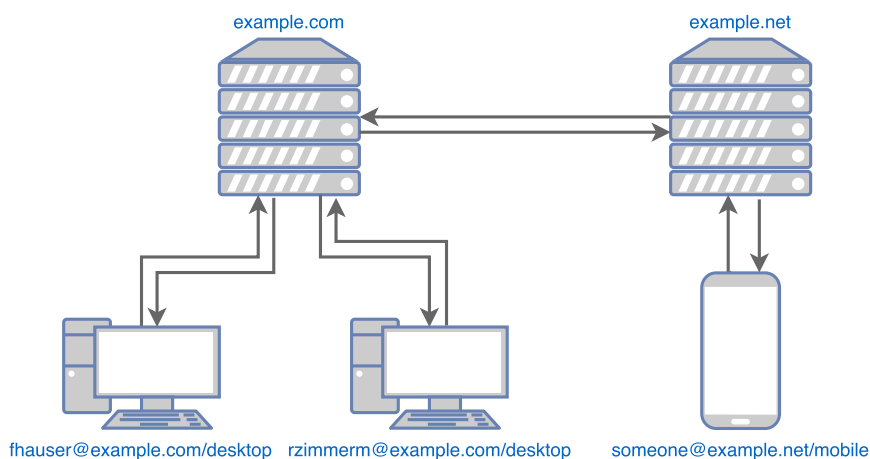 example.com
example.net
fhauser@example.com/desktop
rzimmerm@example.com/desktop
someone@example.net/mobile